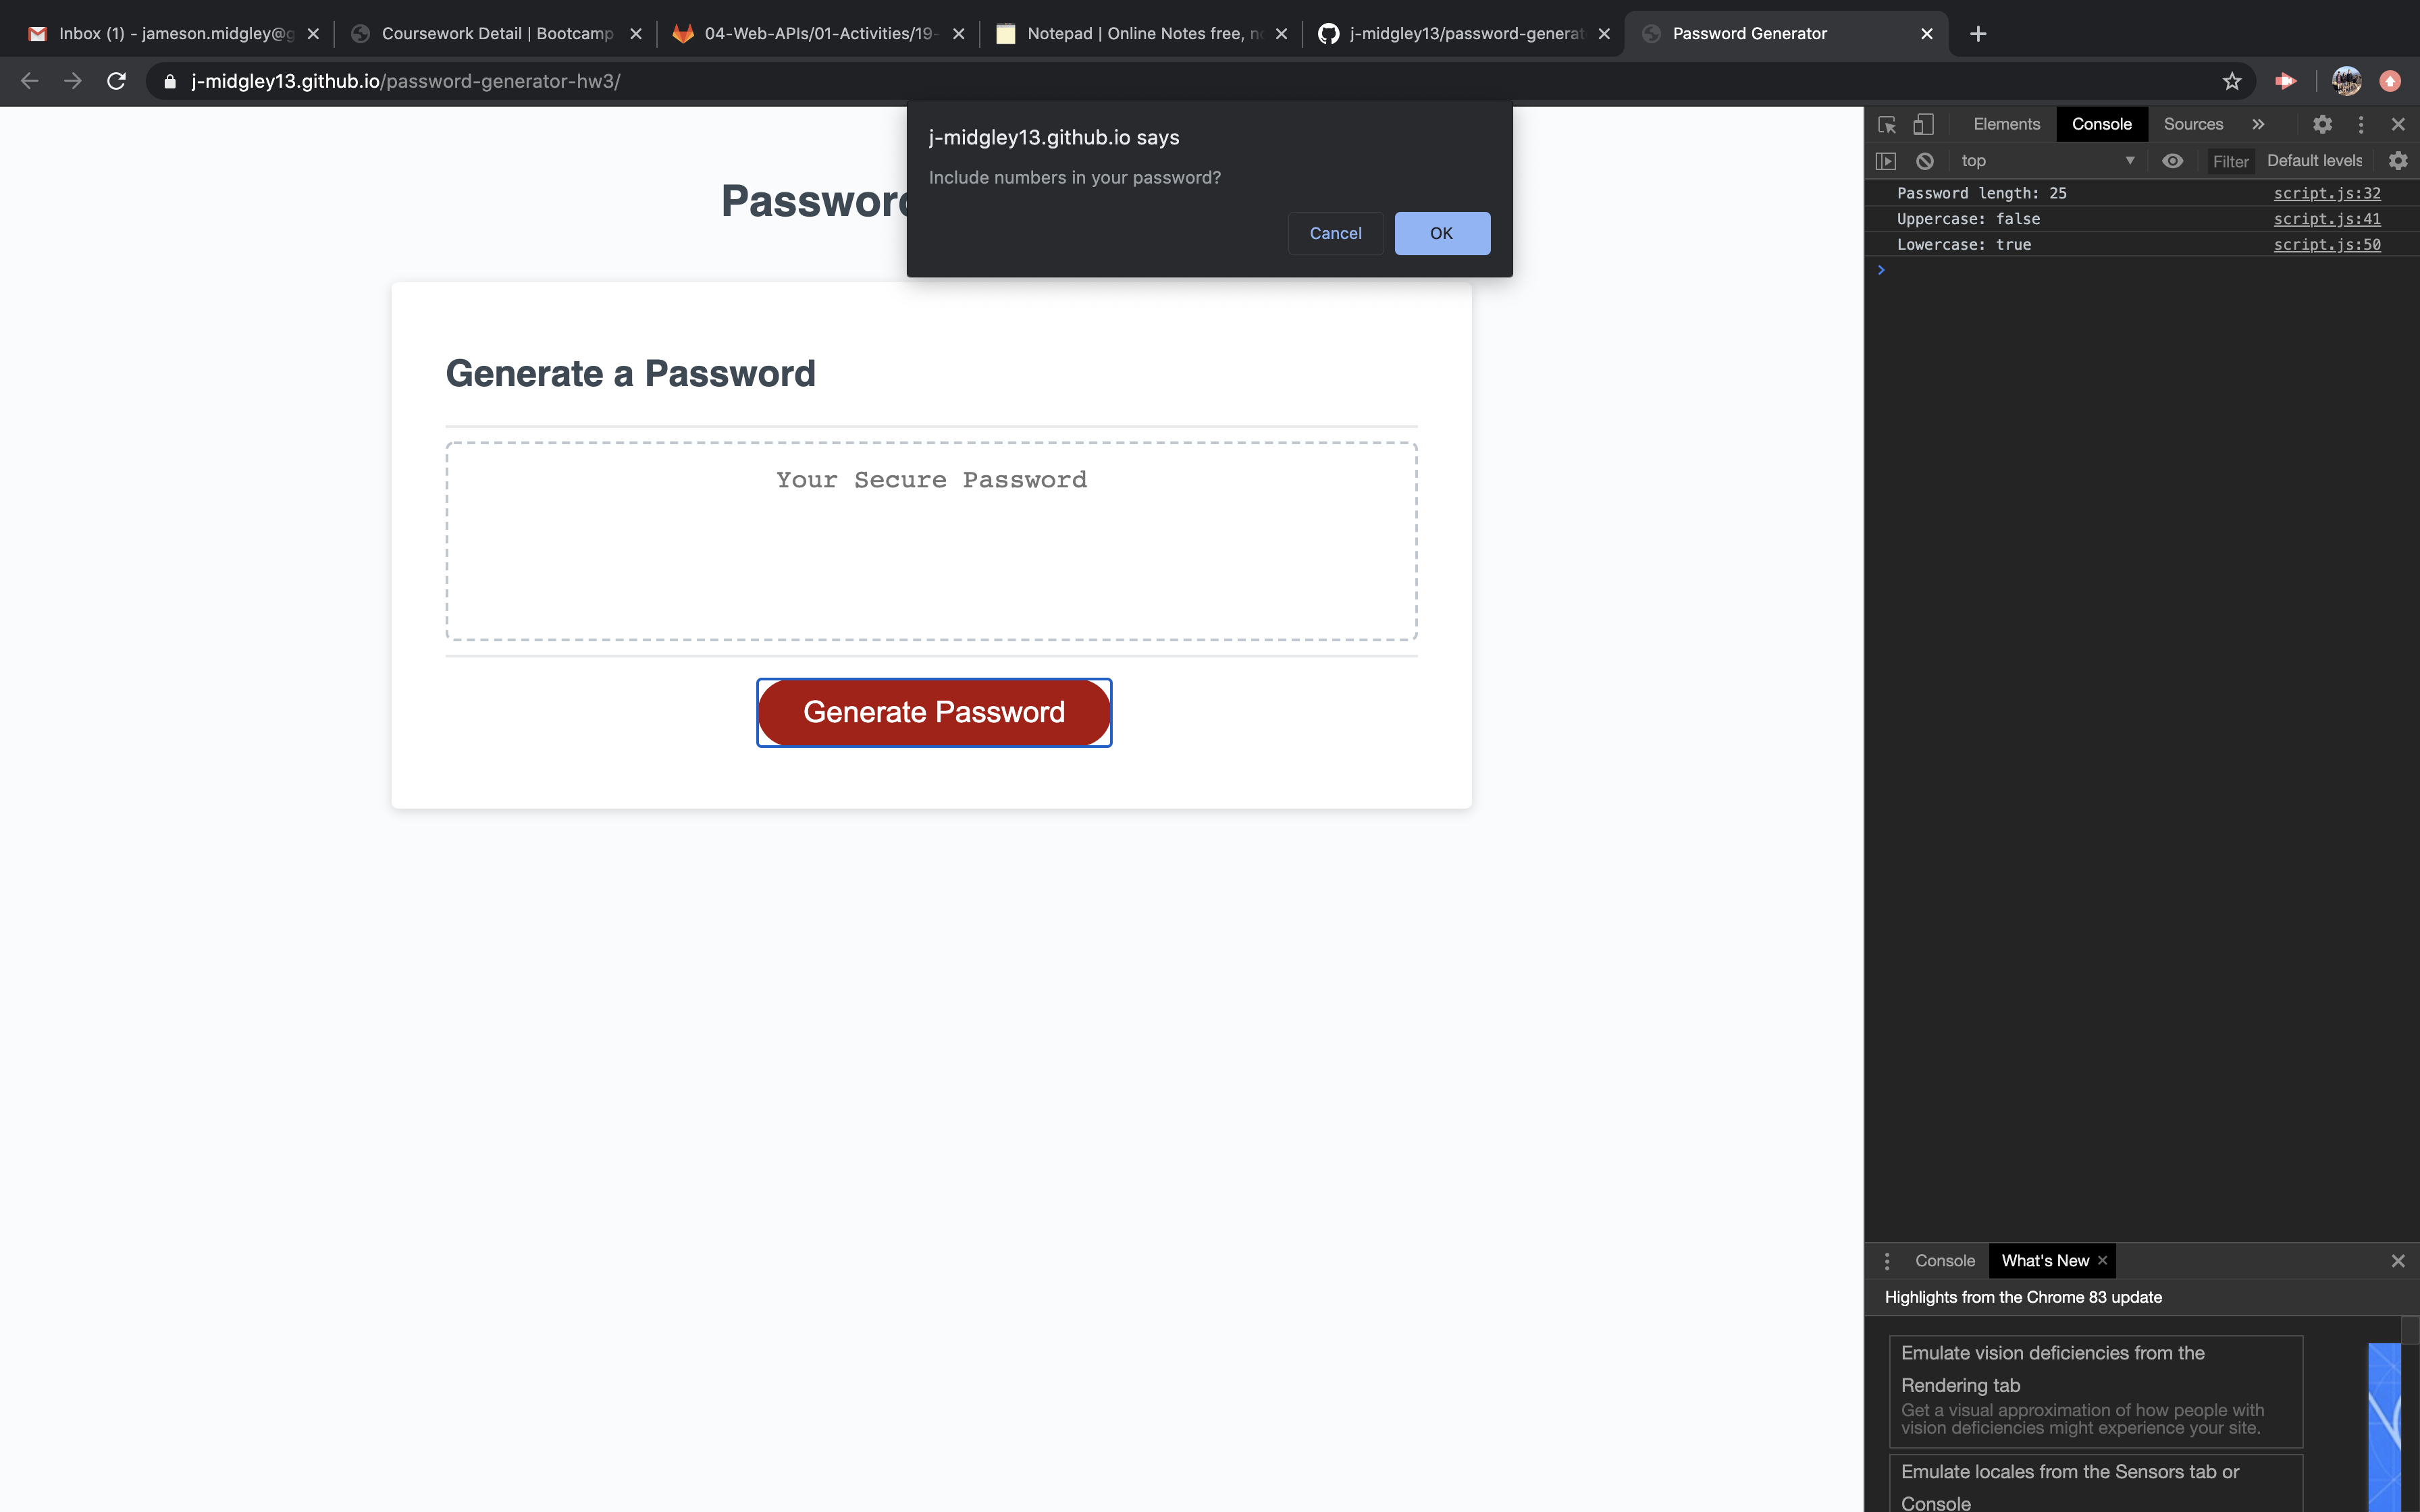 Inbox (1) - jameson.midgley@g
Coursework Detail | Bootcamp
04-Web-APIs/01-Activities/19-
Notepad | Online Notes free, n
j-midgley13/password-generat
Password Generator
j-midgley13.github.io/password-generator-hw3/
j-midgley13.github.io says
Include numbers in your password?
Cancel
OK
Password
Generate a Password
Your Secure Password
Generate Password
Elements
Console
Sources
top
Filter
Default levels
Password length: 25 script.js:32
Uppercase: false script.js:41
Lowercase: true script.js:50
Console
What's New
Highlights from the Chrome 83 update
Emulate vision deficiencies from the
Rendering tab
Get a visual approximation of how people with
vision deficiencies might experience your site.
Emulate locales from the Sensors tab or
Console